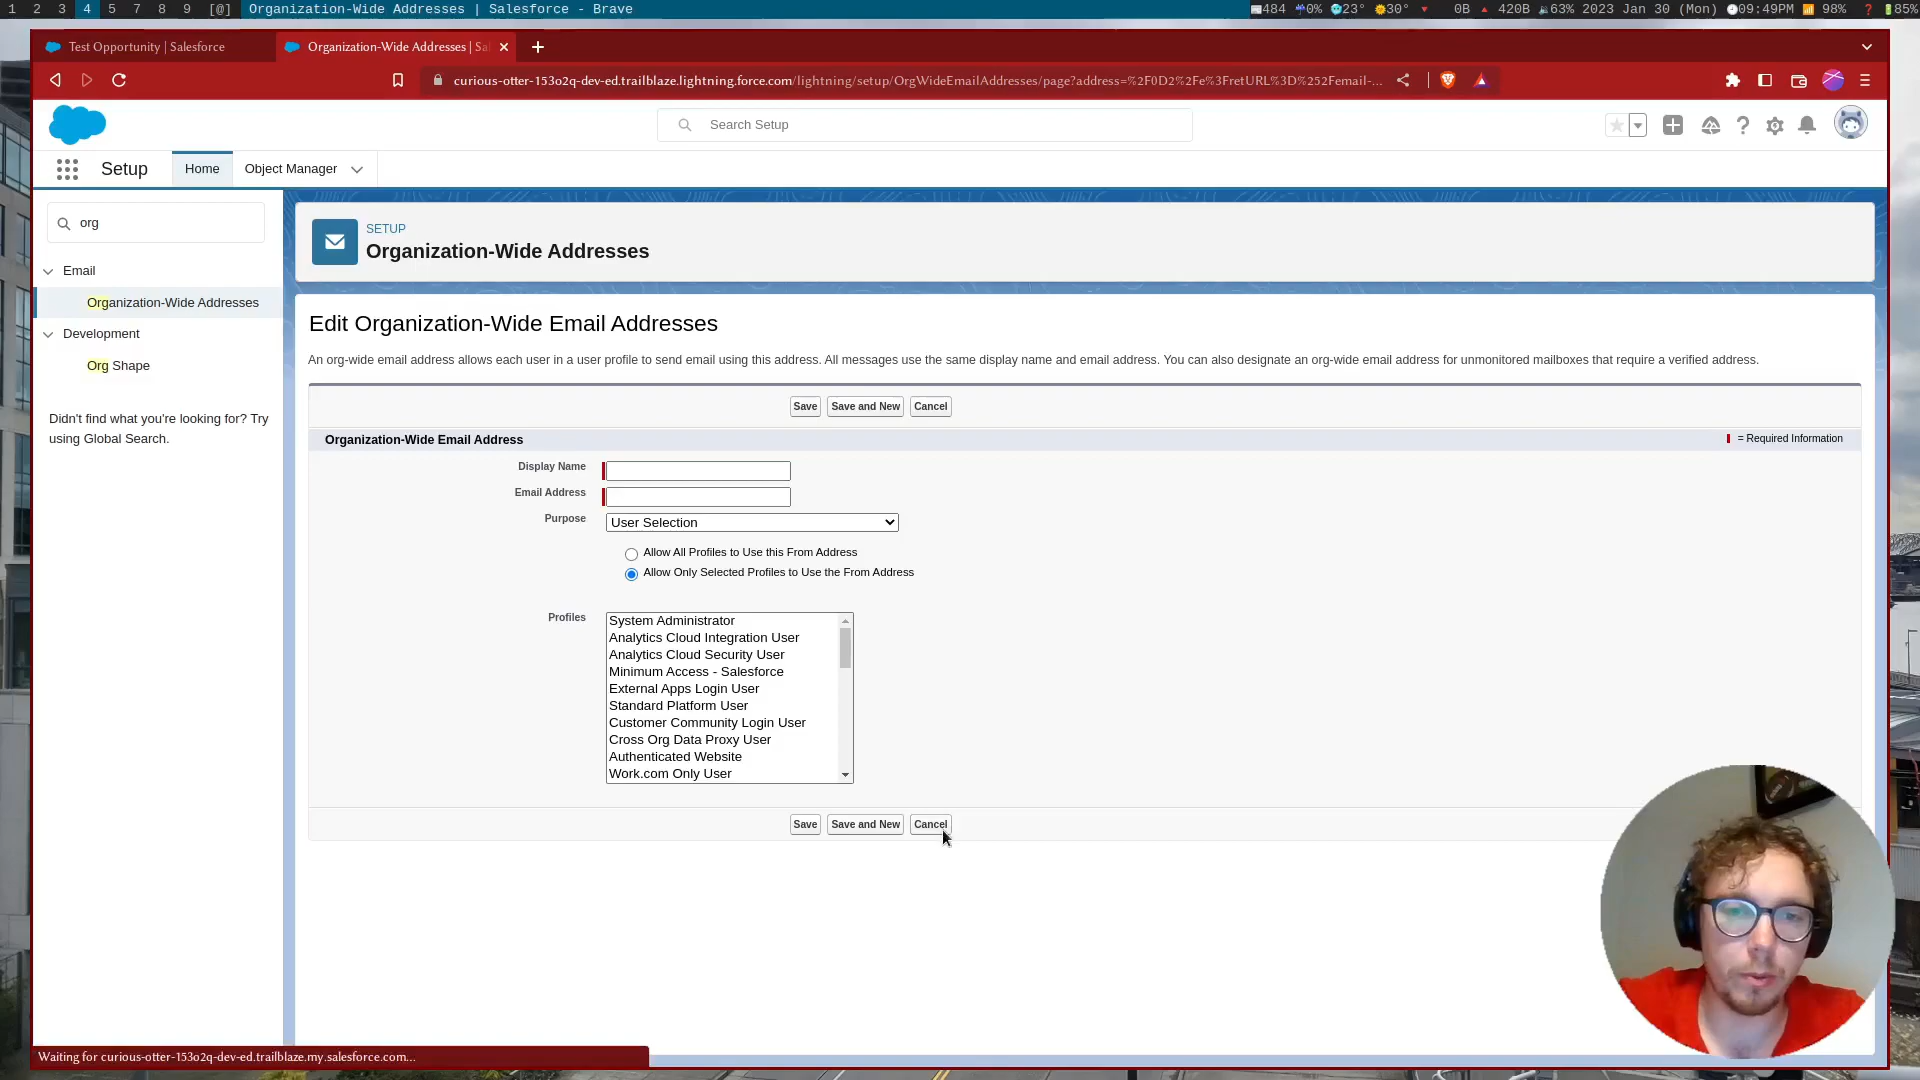 1 2 3 4 5 7 8 9 [@] Organization-Wide Addresses | Salesforce - Brave
484 0% 23° 30° 0B 420B 63% 2023 Jan 30 (Mon) 09:49PM 98% 85%
Test Opportunity | Salesforce
Organization-Wide Addresses | Sa
curious-otter-153o2q-dev-ed.trailblaze.lightning.force.com/lightning/setup/OrgWideEmailAddresses/page?address=%2F0D2%2Fe%3FretURL%3D%252Femail-...
Search Setup
Setup
Home
Object Manager
org
Email
Organization-Wide Addresses
Development
Org Shape
Didn't find what you're looking for? Try
using Global Search.
SETUP
Organization-Wide Addresses
Edit Organization-Wide Email Addresses
An org-wide email address allows each user in a user profile to send email using this address. All messages use the same display name and email address. You can also designate an org-wide email address for unmonitored mailboxes that require a verified address.
Save Save and New Cancel
Organization-Wide Email Address
= Required Information
Display Name
Email Address
Purpose
User Selection
Allow All Profiles to Use this From Address
Allow Only Selected Profiles to Use the From Address
Profiles
System Administrator
Analytics Cloud Integration User
Analytics Cloud Security User
Minimum Access - Salesforce
External Apps Login User
Standard Platform User
Customer Community Login User
Cross Org Data Proxy User
Authenticated Website
Work.com Only User
Save Save and New Cancel
Waiting for curious-otter-153o2q-dev-ed.trailblaze.my.salesforce.com...